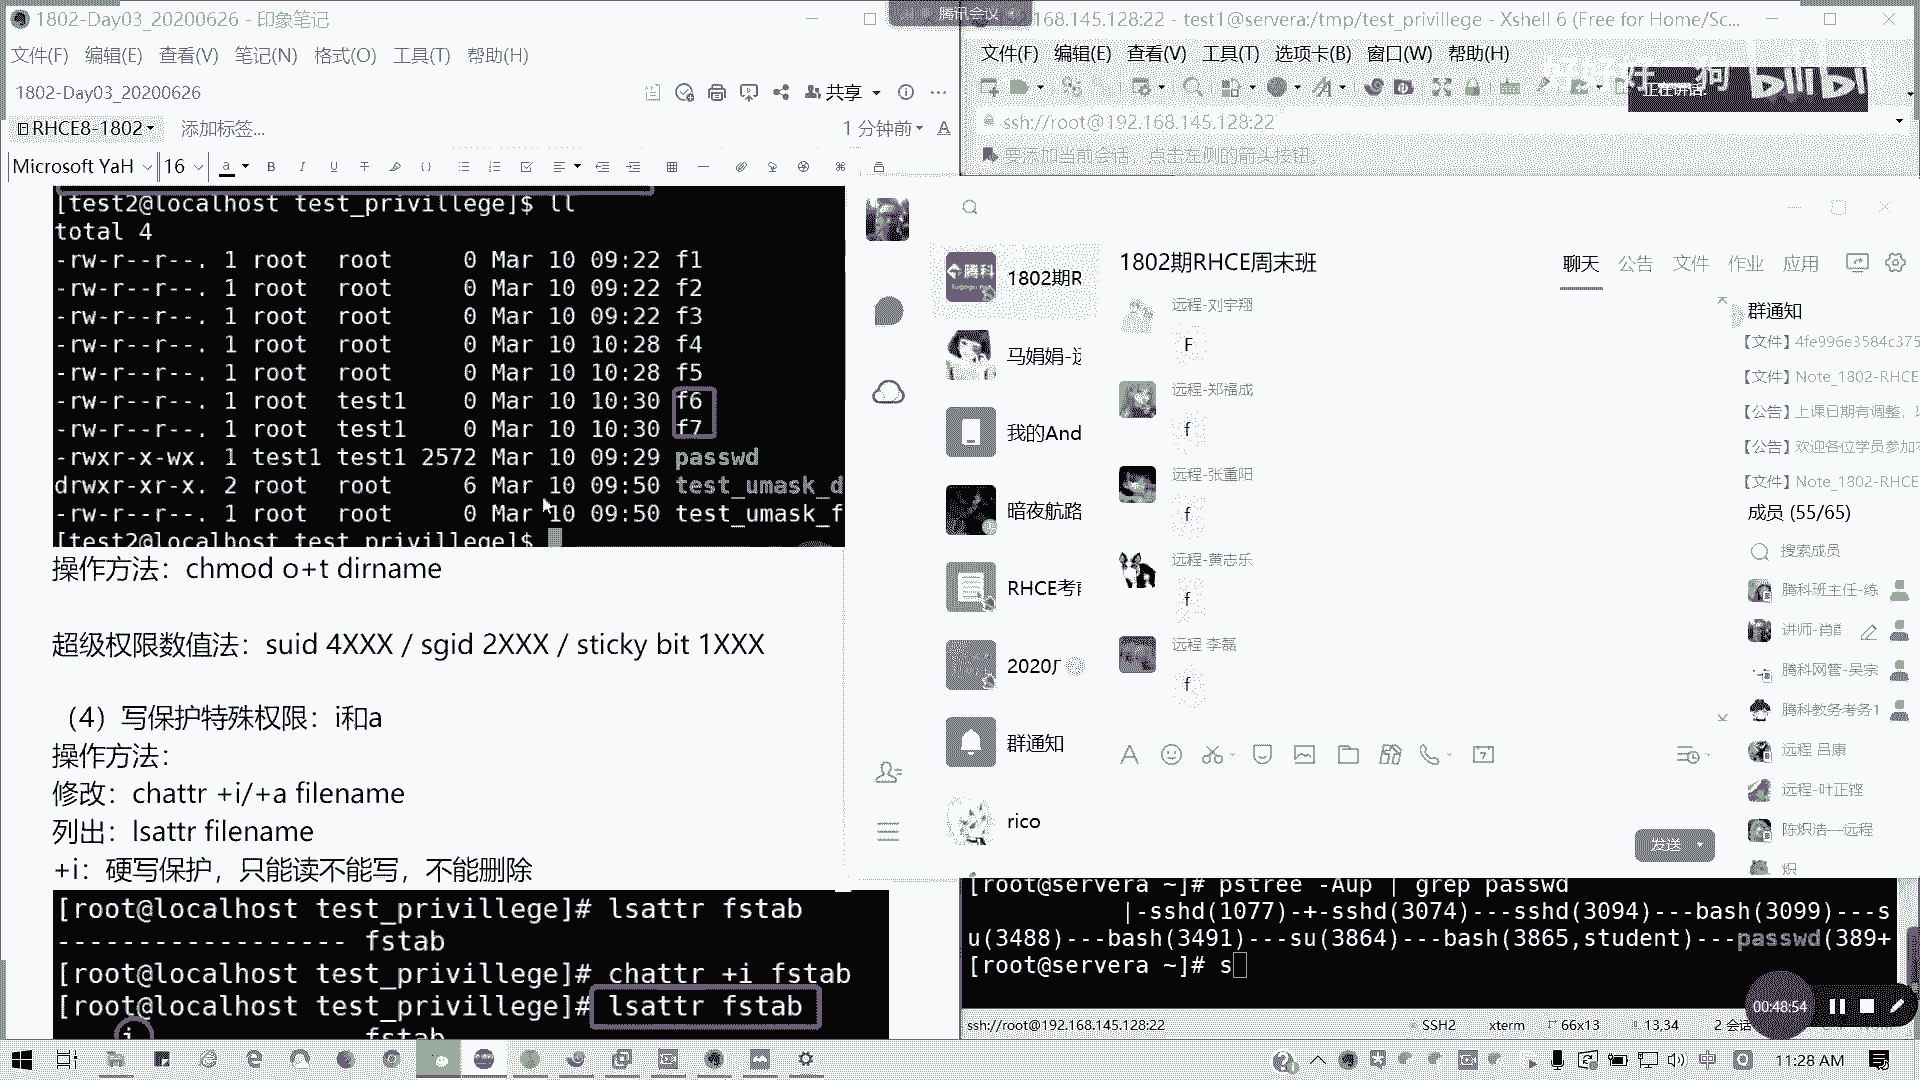 1802-Day03_20200626 - 印象笔记
文件(F) 编辑(E) 查看(V) 笔记(N) 格式(O) 工具(T) 帮助(H)
1802-Day03_20200626
共享
RHCE8-1802
添加标签...
1 分钟前
Microsoft YaH
16
[test2@localhost test_privillege]$ ll
total 4
-rw-r--r--. 1 root root 0 Mar 10 09:22 f1
-rw-r--r--. 1 root root 0 Mar 10 09:22 f2
-rw-r--r--. 1 root root 0 Mar 10 09:22 f3
-rw-r--r--. 1 root root 0 Mar 10 10:28 f4
-rw-r--r--. 1 root root 0 Mar 10 10:28 f5
-rw-r--r--. 1 root test1 0 Mar 10 10:30 f6
-rw-r--r--. 1 root test1 0 Mar 10 10:30 f7
-rwxr-x-wx. 1 test1 test1 2572 Mar 10 09:29 passwd
drwxr-xr-x. 2 root root 6 Mar 10 09:50 test_umask_d
-rw-r--r--. 1 root root 0 Mar 10 09:50 test_umask_f
[test2@localhost test_privillege]$
操作方法：chmod o+t dirname
超级权限数值法：suid 4XXX / sgid 2XXX / sticky bit 1XXX
（4）写保护特殊权限：i和a
操作方法：
修改：chattr +i/+a filename
列出：lsattr filename
+i：硬写保护，只能读不能写，不能删除
[root@localhost test_privillege]# lsattr fstab
------------------ fstab
[root@localhost test_privillege]# chattr +i fstab
[root@localhost test_privillege]# lsattr fstab
腾讯会议
168.145.128:22 - test1@servera:/tmp/test_privillege - Xshell 6 (Free for Home/Sc...
文件(F) 编辑(E) 查看(V) 工具(T) 选项卡(B) 窗口(W) 帮助(H)
正在讲话:
bilibi
ssh://root@192.168.145.128:22
要添加当前会话，点击左侧的箭头按钮。
1802期R
马娟娟-
我的And
暗夜航路
RHCE考
2020
群通知
rico
1802期RHCE周末班
聊天 公告 文件 作业 应用
远程-刘宇翔
F
远程-郑福成
f
远程-张重阳
f
远程-黄志乐
f
远程 李磊
f
发送
群通知
【文件】4fe996e3584c375
【文件】Note_1802-RHCE
【公告】上课日期有调整,
【公告】欢迎各位学员参加
【文件】Note_1802-RHCE
成员 (55/65)
搜索成员
腾科班主任-练
讲师-肖
腾科网管-吴宗
腾科教务考务1
远程 吕康
远程-叶正铿
陈炽浩—远程
炽
[root@servera ~]# pstree -Aup | grep passwd
|-sshd(1077)-+-sshd(3074)---sshd(3094)---bash(3099)---s
u(3488)---bash(3491)---su(3864)---bash(3865,student)---passwd(389+
[root@servera ~]# s
00:48:54
ssh://root@192.168.145.128:22
SSH2
xterm
66x13
13,34
2 会话
中
11:28 AM